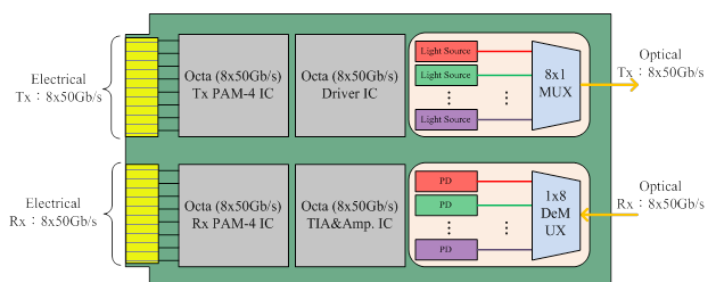 Electrical
Tx：8x50Gb/s
Octa (8x50Gb/s)
Tx PAM-4 IC
Octa (8x50Gb/s)
Driver IC
Light Source
Light Source
Light Source
8x1
MUX
Optical
Tx：8x50Gb/s
Electrical
Rx：8x50Gb/s
Octa (8x50Gb/s)
Rx PAM-4 IC
Octa (8x50Gb/s)
TIA&Amp. IC
PD
PD
PD
1x8
DeM
UX
Optical
Rx：8x50Gb/s